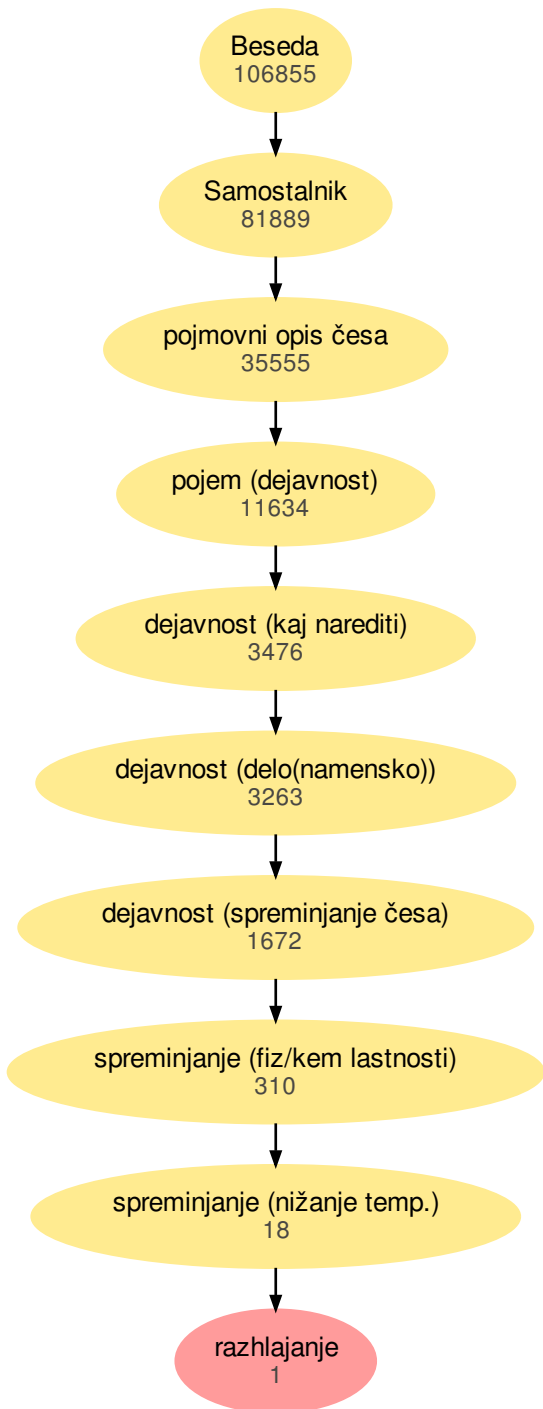 Beseda
106855
Samostalnik
81889
pojmovni opis česa
35555
pojem (dejavnost)
11634
dejavnost (kaj narediti)
3476
dejavnost (delo(namensko))
3263
dejavnost (spreminjanje česa)
1672
spreminjanje (fiz/kem lastnosti)
310
spreminjanje (nižanje temp.)
18
razhlajanje
1